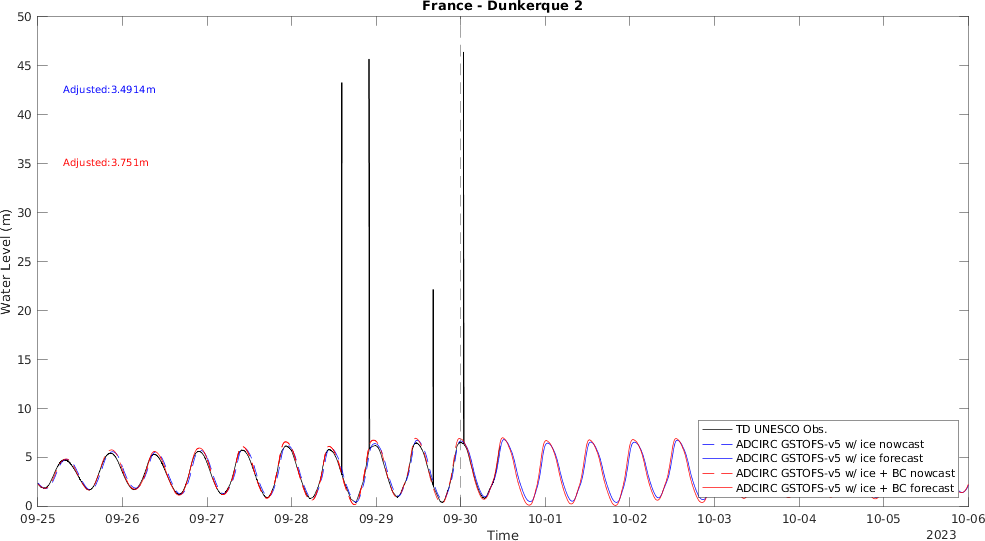 France - Dunkerque 2
50
45
40
35
30
25
20
15
10
5
0
Water Level (m)
Adjusted:3.4914m
Adjusted:3.751m
TD UNESCO Obs.
ADCIRC GSTOFS-v5 w/ ice nowcast
ADCIRC GSTOFS-v5 w/ ice forecast
ADCIRC GSTOFS-v5 w/ ice + BC nowcast
ADCIRC GSTOFS-v5 w/ ice + BC forecast
09-25 09-26 09-27 09-28 09-29 09-30 10-01 10-02 10-03 10-04 10-05 10-06
Time
2023